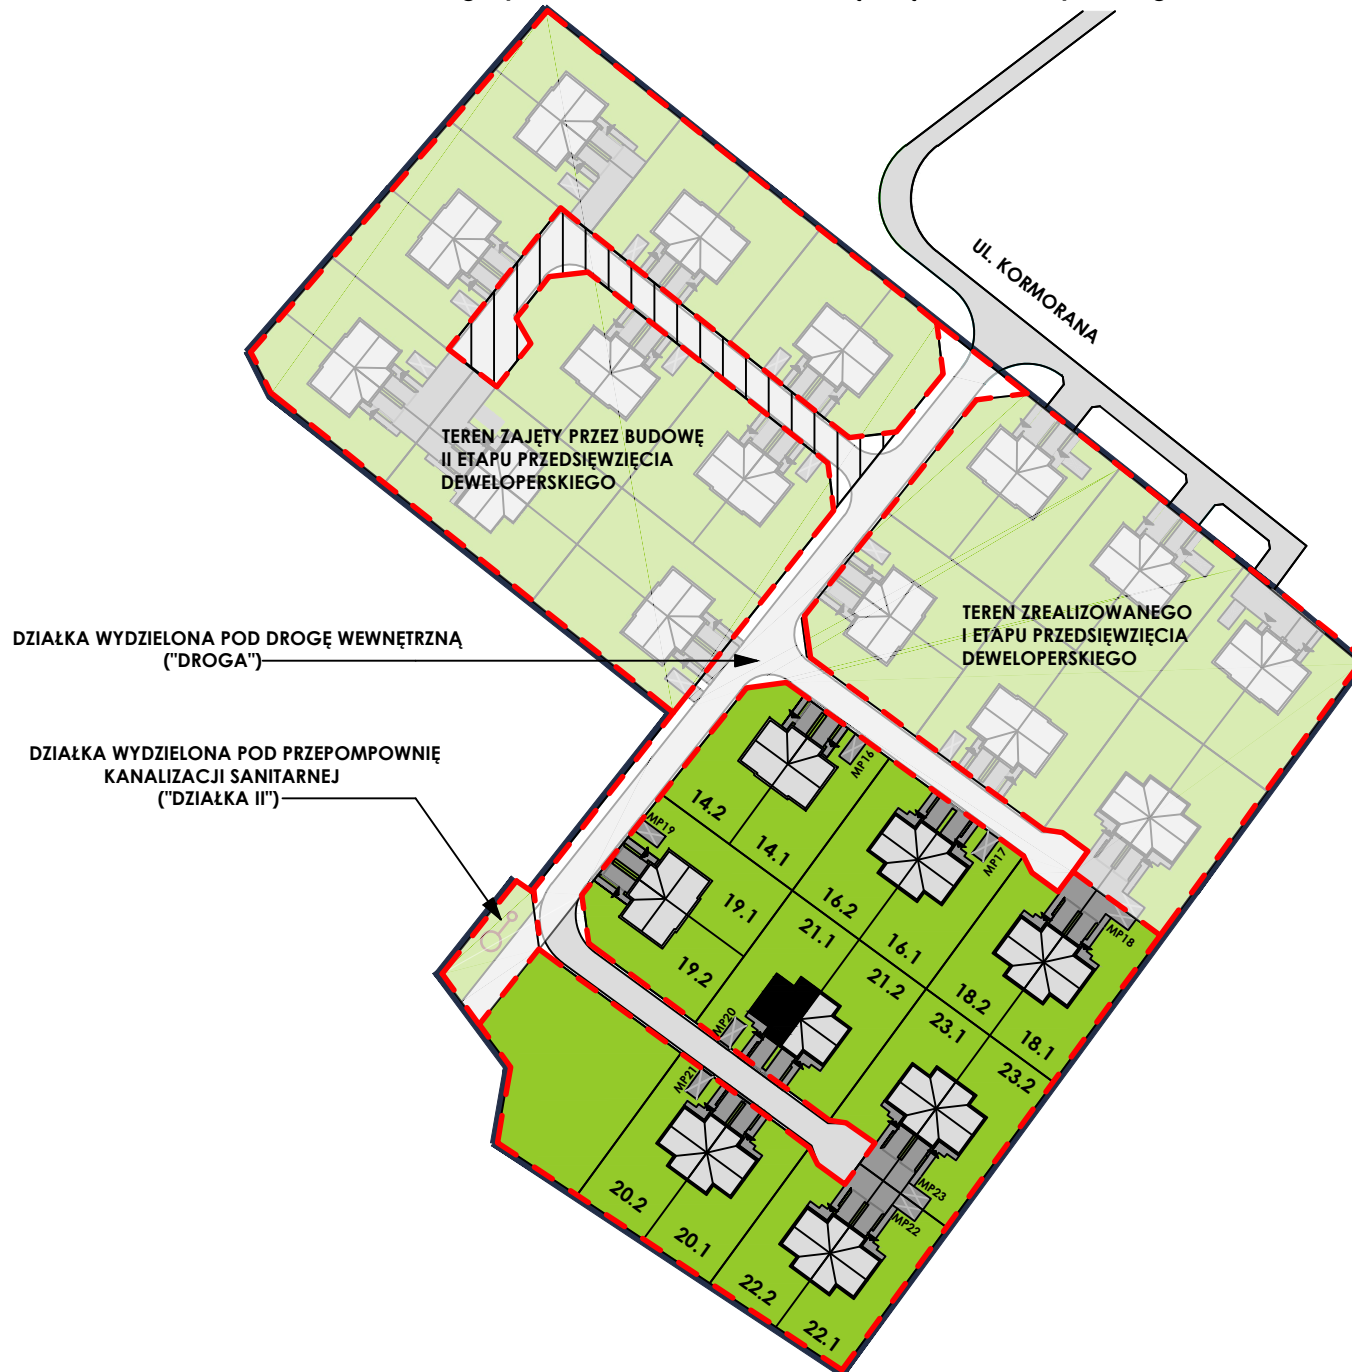 UL. KORMORANA
TEREN ZAJĘTY PRZEZ BUDOWĘ
II ETAPU PRZEDSIĘWZIĘCIA
DEWELOPERSKIEGO
TEREN ZREALIZOWANEGO
I ETAPU PRZEDSIĘWZIĘCIA
DEWELOPERSKIEGO
DZIAŁKA WYDZIELONA POD DROGĘ WEWNĘTRZNĄ
("DROGA")
DZIAŁKA WYDZIELONA POD PRZEPOMPOWNIĘ
KANALIZACJI SANITARNEJ
("DZIAŁKA II")
MP16
14.2
MP19
14.1
MP17
19.1
16.2
MP18
21.1
16.1
19.2
21.2
18.2
MP20
23.1
18.1
23.2
MP21
MP23
MP22
20.2
20.1
22.2
22.1